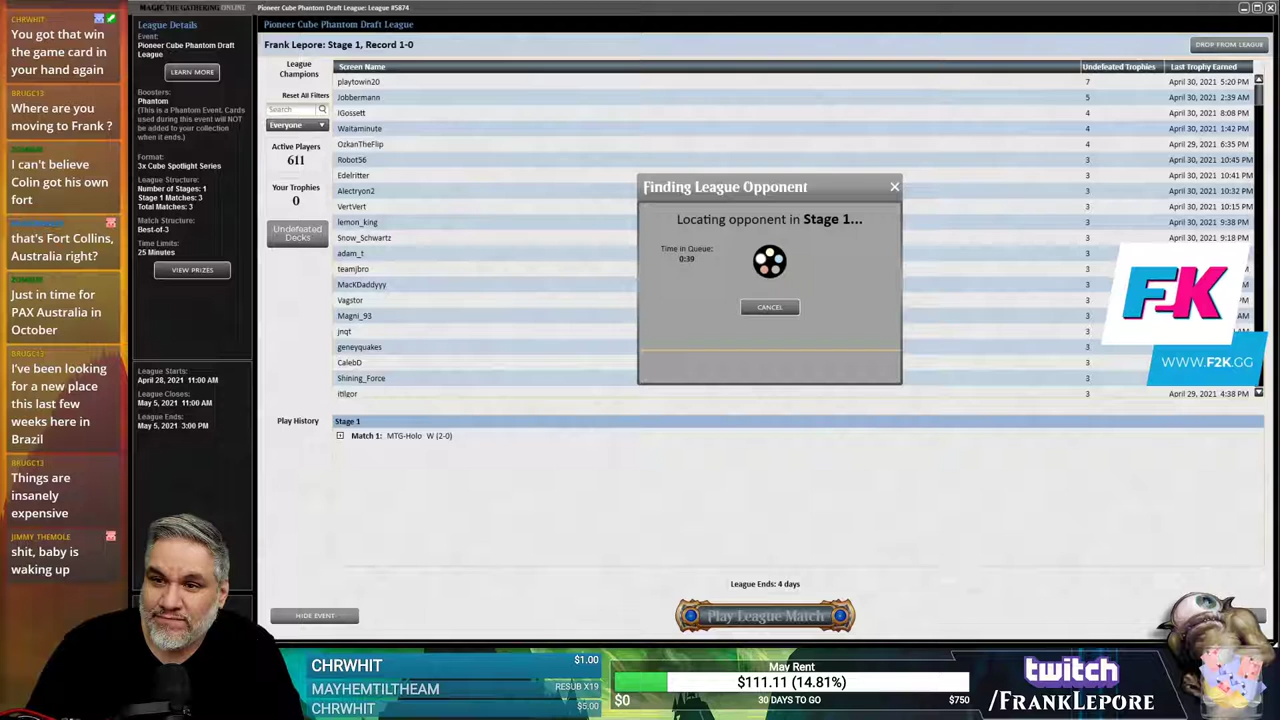 MAGIC THE GATHERING ONLINE
Pioneer Cube Phantom Draft League: League #5874
CHRWHIT
You got that win
the game card in
your hand again
BRUGC13
Where are you
moving to Frank ?
I can't believe
Colin got his own
fort
that's Fort Collins,
Australia right?
Just in time for
PAX Australia in
October
BRUGC13
I've been looking
for a new place
this last few
weeks here in
Brazil
BRUGC13
Things are
insanely
expensive
JIMMY THEMOLE
shit, baby is
waking up
League Details
Event:
Pioneer Cube Phantom Draft
League
LEARN MORE
Boosters:
Phantom
(This is a Phantom Event. Cards
used during this event will NOT
be added to your collection
when it ends.)
Format:
3x Cube Spotlight Series
League Structure:
Number of Stages: 1
Stage 1 Matches: 3
Total Matches: 3
Match Structure:
Best-of-3
Time Limits:
25 Minutes
VIEW PRIZES
League Starts:
April 28, 2021 11:00 AM
League Closes:
May 5, 2021 11:00 AM
League Ends:
May 5, 2021 3:00 PM
Pioneer Cube Phantom Draft League
Frank Lepore: Stage 1, Record 1-0
DROP FROM LEAGUE
League
Champions
Reset All Filters
Search
Everyone
Active Players
611
Your Trophies
0
Undefeated
Decks
Screen Name Undefeated Trophies Last Trophy Earned
playtowin20 7 April 30, 2021 5:20 PM
Jobbermann 5 April 30, 2021 2:39 AM
IGossett 4 April 30, 2021 8:08 PM
Waitaminute 4 April 30, 2021 1:42 PM
OzkanTheFlip 4 April 29, 2021 6:35 PM
Robot56 3 April 30, 2021 10:45 PM
Edelritter 3 April 30, 2021 10:41 PM
Alectryon2 3 April 30, 2021 10:32 PM
VertVert 3 April 30, 2021 10:15 PM
lemon_king 3 April 30, 2021 9:38 PM
Snow_Schwartz 3 April 30, 2021 9:18 PM
adam_t 3
teamjbro 3
MacKDaddyyy 3
Vagstor 3
Magni_93 3
jnqt 3
geneyquakes 3
CalebD 3
Shining_Force 3
itilgor 3 April 29, 2021 4:38 PM
Finding League Opponent
Locating opponent in Stage 1...
Time in Queue:
0:39
CANCEL
F2K
WWW.F2K.GG
Play History
Stage 1
Match 1: MTG-Holo W (2-0)
League Ends: 4 days
HIDE EVENT
Play League Match
CHRWHIT $1.00
MAYHEMTILTHEAM RESUB X19
CHRWHIT $5.00
May Rent
$111.11 (14.81%)
$0 30 DAYS TO GO $750
twitch
/FRANKLEPORE